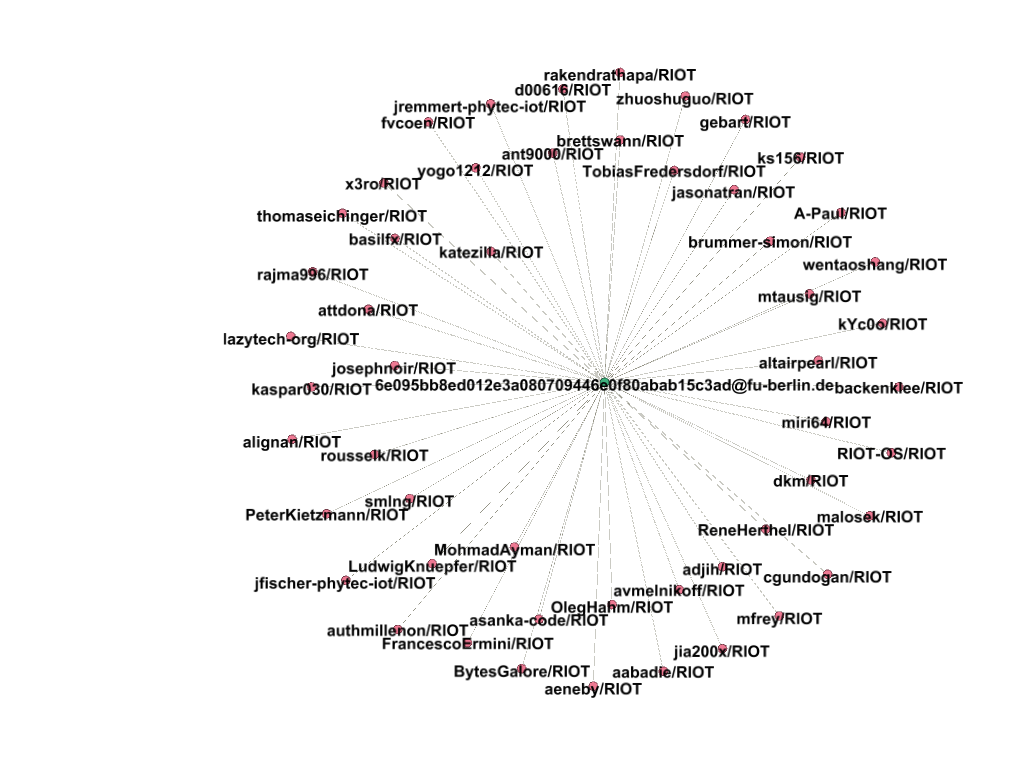 rakendrathapa/RIOT
d00616/RIOT
zhuoshuguo/RIOT
jremmert-phytec-iot/RIOT
fvcoen/RIOT
gebart/RIOT
brettswann/RIOT
ant9000/RIOT
ks156/RIOT
yogo1212/RIOT
TobiasFredersdorf/RIOT
x3ro/RIOT
jasonatran/RIOT
thomaseichinger/RIOT
A-Paul/RIOT
basilfx/RIOT
brummer-simon/RIOT
katezilla/RIOT
wentaoshang/RIOT
rajma996/RIOT
mtausig/RIOT
attdona/RIOT
kYc0o/RIOT
lazytech-org/RIOT
altairpearl/RIOT
josephnoir/RIOT
kaspar030/RIOT
6e095bb8ed012e3a080709446e0f80abab15c3ad@fu-berlin.de
backenklee/RIOT
miri64/RIOT
alignan/RIOT
rousselk/RIOT
RIOT-OS/RIOT
dkm/RIOT
smlng/RIOT
PeterKietzmann/RIOT
malosek/RIOT
ReneHerthel/RIOT
MohmadAyman/RIOT
LudwigKnuepfer/RIOT
adjih/RIOT
cgundogan/RIOT
jfischer-phytec-iot/RIOT
avmelnikoff/RIOT
OlegHahm/RIOT
asanka-code/RIOT
mfrey/RIOT
authmillenon/RIOT
FrancescoErmini/RIOT
jia200x/RIOT
BytesGalore/RIOT
aabadie/RIOT
aeneby/RIOT